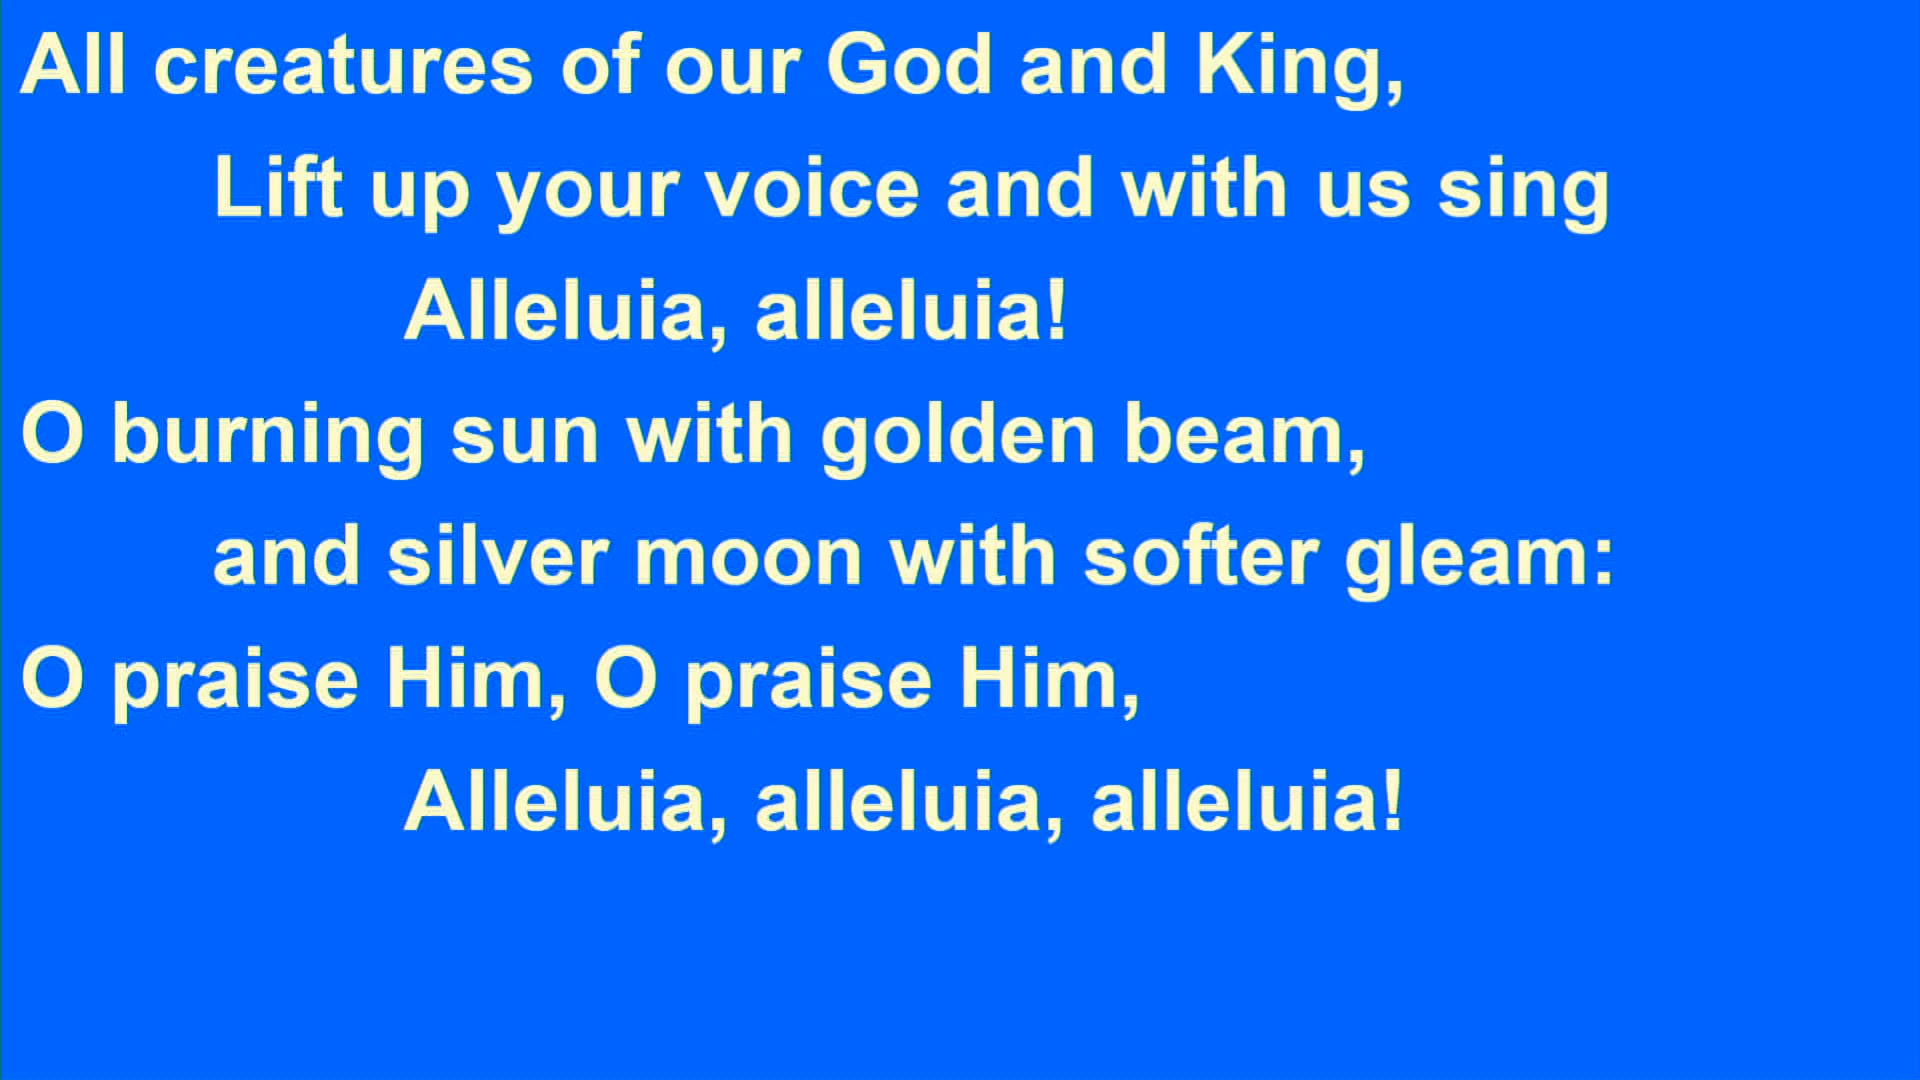 All creatures of our God and King,
Lift up your voice and with us sing
Alleluia, alleluia!
O burning sun with golden beam,
and silver moon with softer gleam:
O praise Him, O praise Him,
Alleluia, alleluia, alleluia!